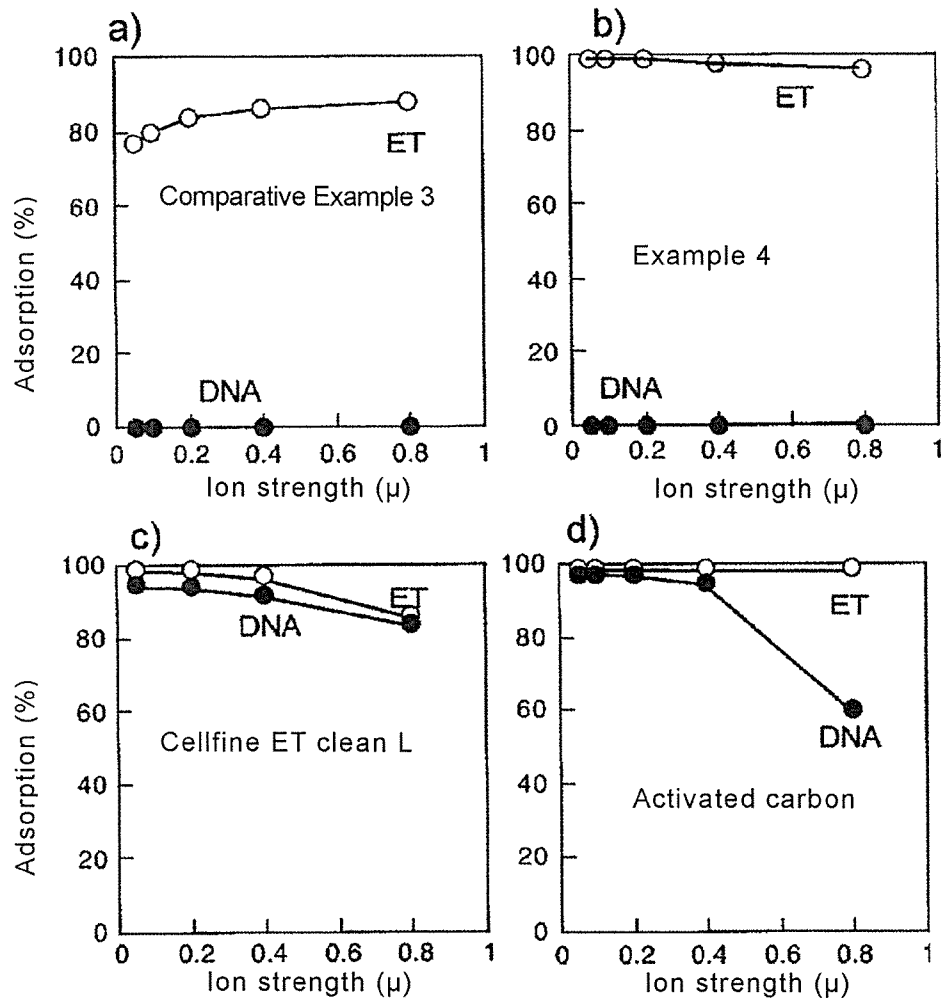 a)
100
80
60
40
20
0
Adsorption (%)
ET
Comparative Example 3
DNA
0 0.2 0.4 0.6 0.8 1
Ion strength (μ)
b)
100
80
60
40
20
0
ET
Example 4
DNA
0 0.2 0.4 0.6 0.8 1
Ion strength (μ)
c)
100
80
60
40
20
0
Adsorption (%)
ET
DNA
Cellfine ET clean L
0 0.2 0.4 0.6 0.8 1
Ion strength (μ)
d)
100
80
60
40
20
0
ET
DNA
Activated carbon
0 0.2 0.4 0.6 0.8 1
Ion strength (μ)